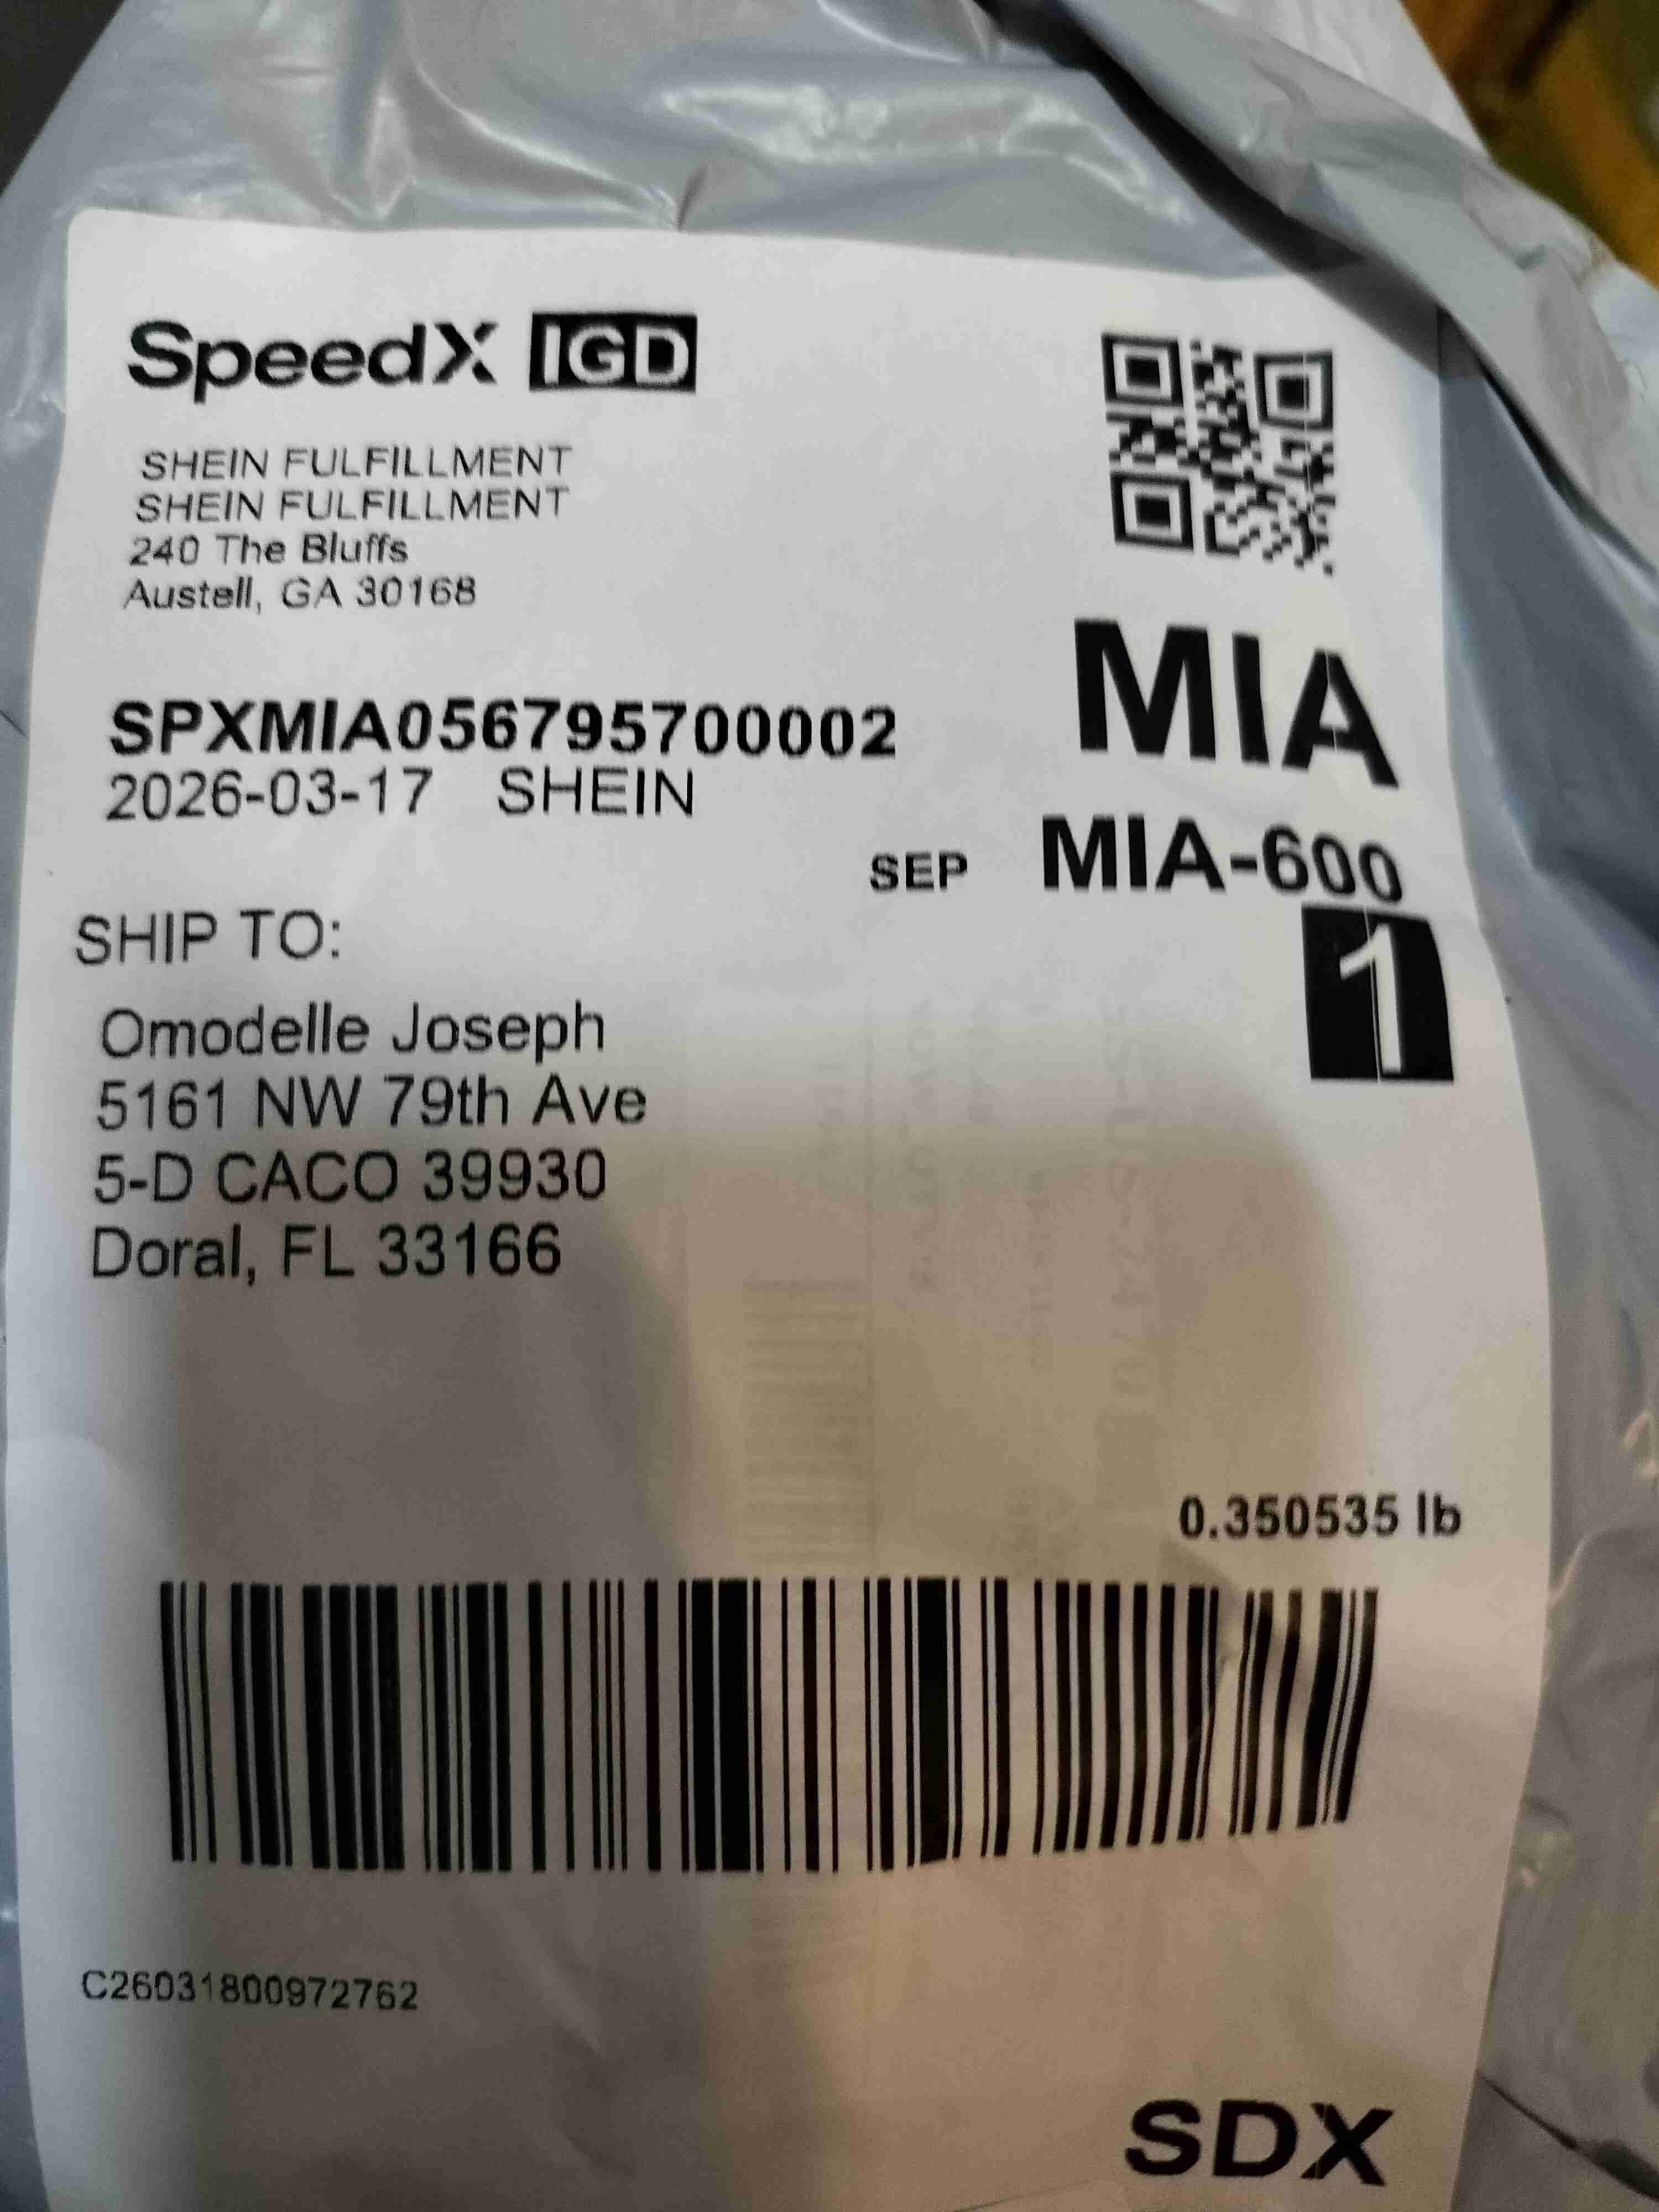 SpeedX IGD
SHEIN FULFILLMENT
SHEIN FULFILLMENT
240 The Bluffs
Austell, GA 30168
MIA
SPXMIA056795700002
2026-03-17 SHEIN
SEP MIA-600
1
SHIP TO:
Omodelle Joseph
5161 NW 79th Ave
5-D CACO 39930
Doral, FL 33166
0.350535 lb
C26031800972762
SDX